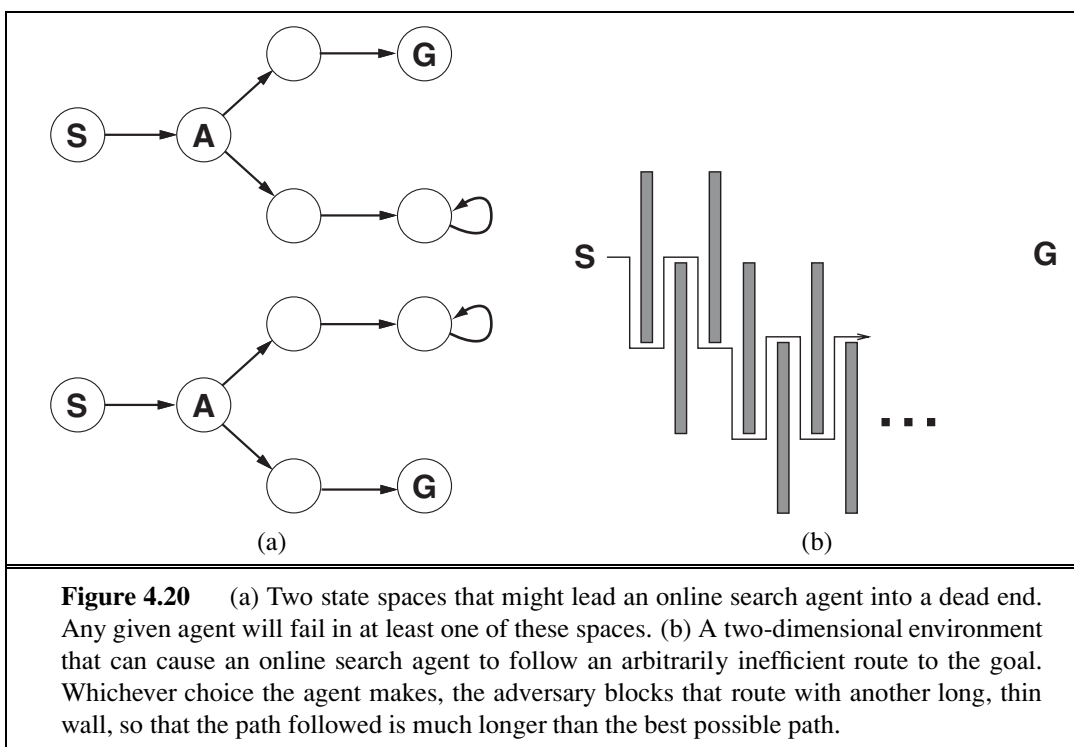 G
S A
S A
G
(a)
S G
(b)
Figure 4.20 (a) Two state spaces that might lead an online search agent into a dead end.
Any given agent will fail in at least one of these spaces. (b) A two-dimensional environment
that can cause an online search agent to follow an arbitrarily inefficient route to the goal.
Whichever choice the agent makes, the adversary blocks that route with another long, thin
wall, so that the path followed is much longer than the best possible path.